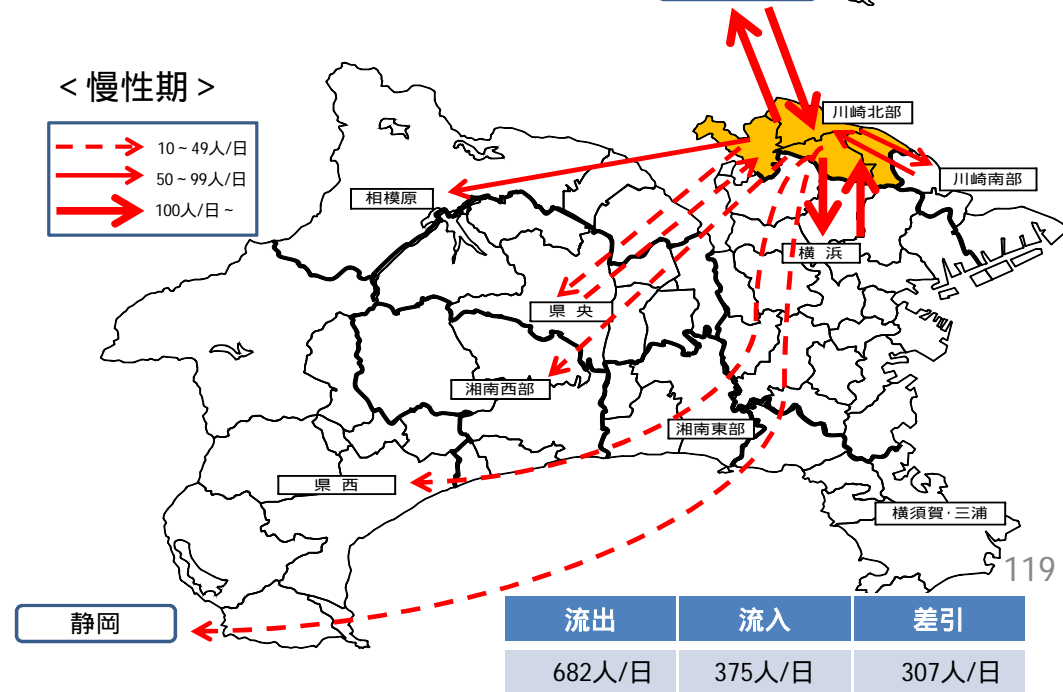 <慢性期>
10~49人/日
50~99人/日
100人/日~
川崎北部
川崎南部
相模原
横 浜
県 央
湘南西部
湘南東部
県 西
横須賀・三浦
119
静岡
流出 流入 差引
682人/日 375人/日 307人/日